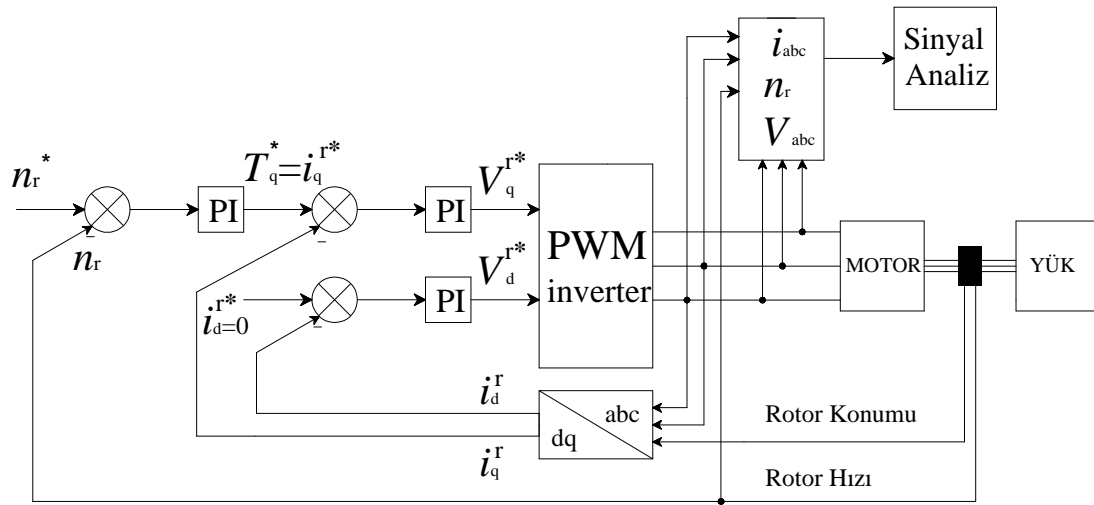 i_abc
n_r
V_abc
Sinyal
Analiz
n_r^*
T_q^*=i_q^r*
V_q^r*
PI
PI
n_r
V_d^r*
PWM
inverter
MOTOR
YÜK
PI
i_d=0^r*
i_d^r
abc
dq
i_q^r
Rotor Konumu
Rotor Hızı